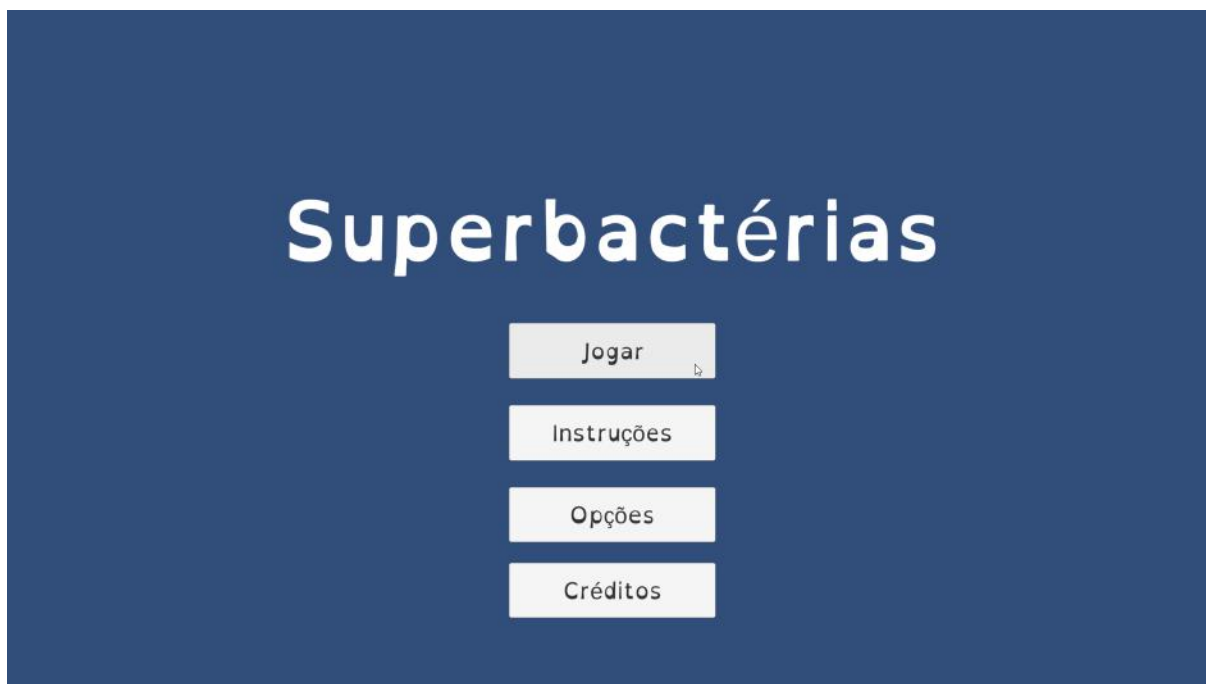 Superbactérias
Jogar
Instruções
Opções
Créditos